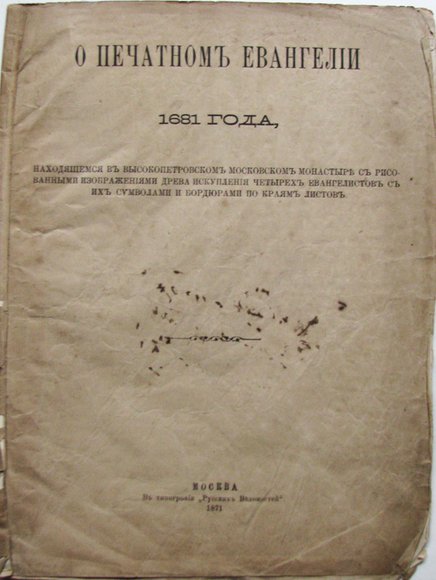 О ПЕЧАТНОМЪ ЕВАНГЕЛІИ
1681 ГОДА,
НАХОДЯЩЕМСЯ ВЪ ВЫСОКОПЕТРОВСКОМЪ МОСКОВСКОМЪ МОНАСТЫРѢ СЪ РИСО-
ВАННЫМИ ИЗОБРАЖЕНІЯМИ ДРЕВА ИСКУПЛЕНІЯ ЧЕТЫРЕХЪ ЕВАНГЕЛИСТОВЪ СЪ
ИХЪ СѴМВОЛАМИ И БОРДЮРАМИ ПО КРАЯМЪ ЛИСТОВЪ.
МОСКВА
Въ типографіи „Русскихъ Вѣдомостей“
1871